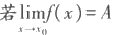 若 lim f(x) = A
x→x₀